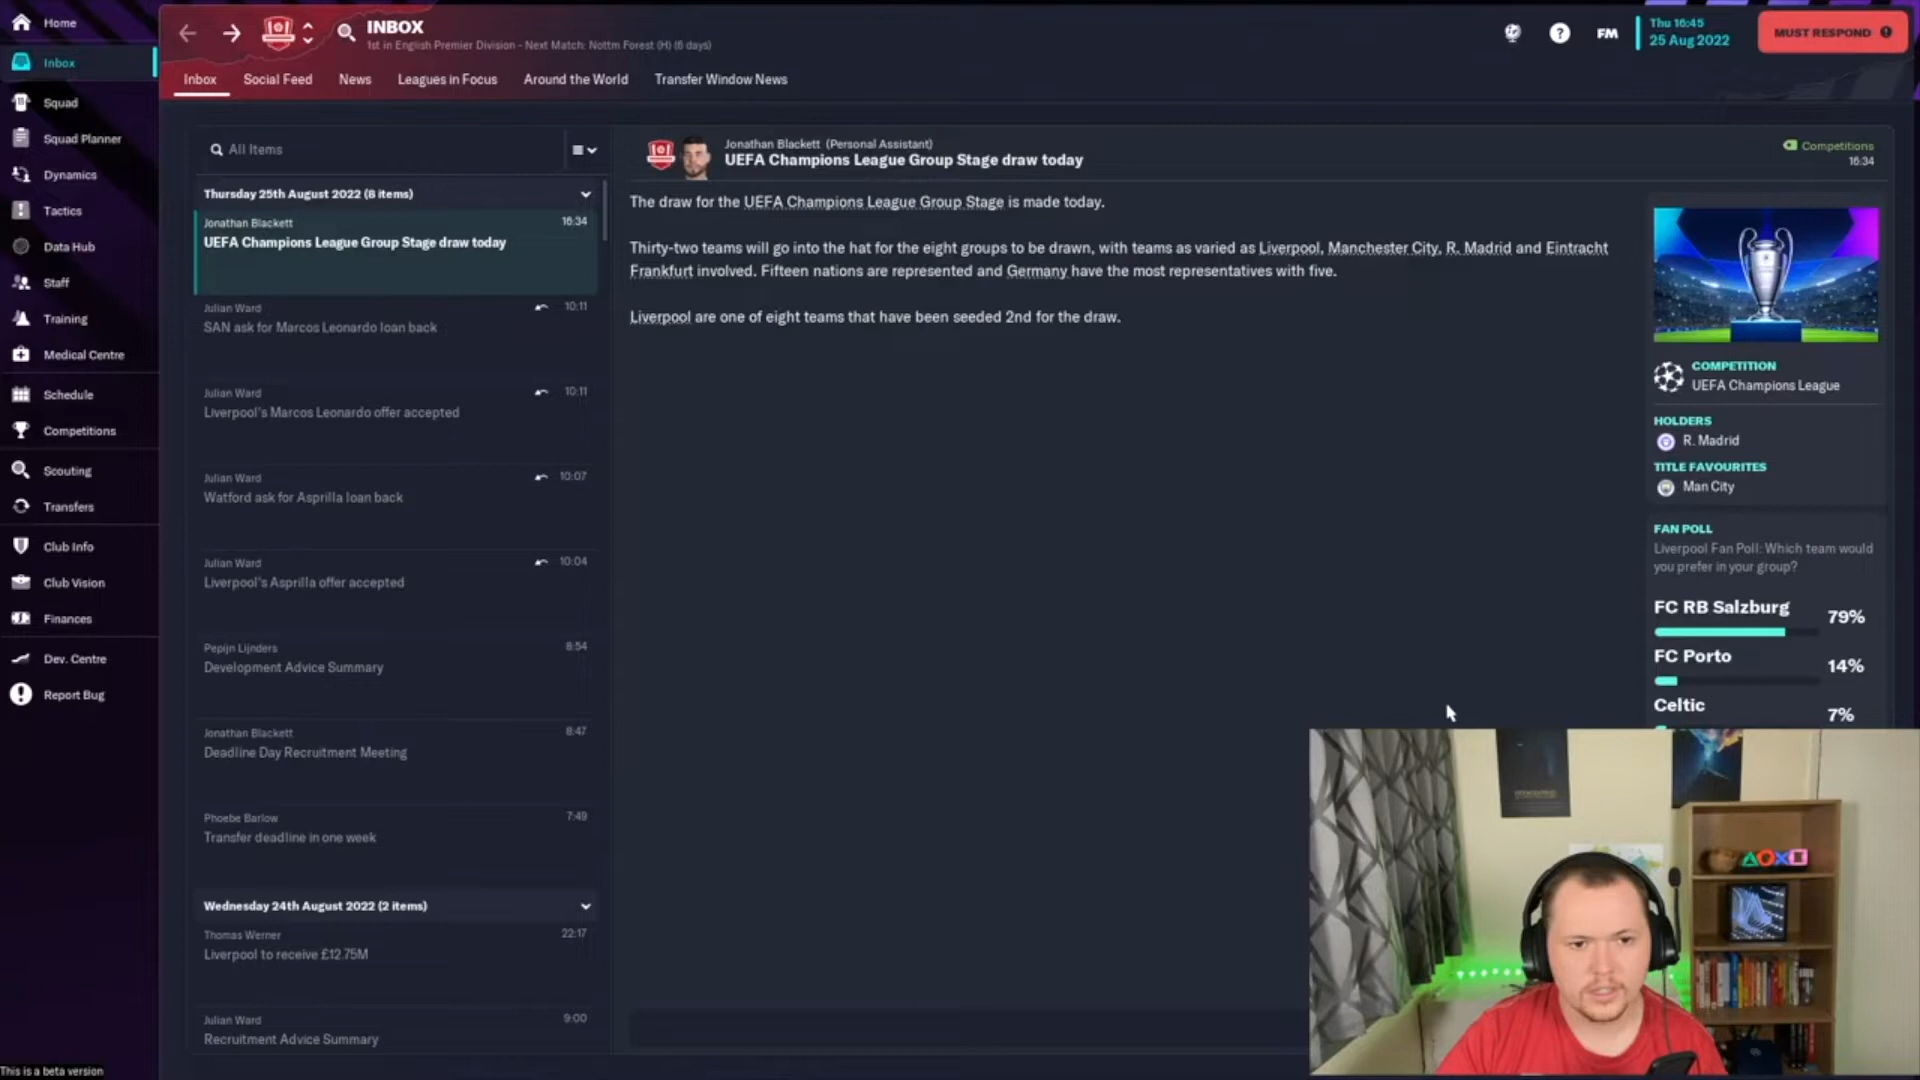 Home
Inbox
Squad
Squad Planner
Dynamics
Tactics
Data Hub
Staff
Training
Medical Centre
Schedule
Competitions
Scouting
Transfers
Club Info
Club Vision
Finances
Dev. Centre
Report Bug
This is a beta version
INBOX
1st in English Premier Division - Next Match: Nottm Forest (H) (6 days)
FM
Thu 16:45
25 Aug 2022
MUST RESPOND
Inbox
Social Feed
News
Leagues in Focus
Around the World
Transfer Window News
All Items
Thursday 25th August 2022 (8 items)
Jonathan Blackett 16:34
UEFA Champions League Group Stage draw today
Julian Ward 10:11
SAN ask for Marcos Leonardo loan back
Julian Ward 10:11
Liverpool's Marcos Leonardo offer accepted
Julian Ward 10:07
Watford ask for Asprilla loan back
Julian Ward 10:04
Liverpool's Asprilla offer accepted
Pepijn Lijnders 8:54
Development Advice Summary
Jonathan Blackett 8:47
Deadline Day Recruitment Meeting
Phoebe Barlow 7:49
Transfer deadline in one week
Wednesday 24th August 2022 (2 items)
Thomas Werner 22:17
Liverpool to receive £12.75M
Julian Ward 9:00
Recruitment Advice Summary
Jonathan Blackett (Personal Assistant)
UEFA Champions League Group Stage draw today
Competitions
16:34
The draw for the UEFA Champions League Group Stage is made today.
Thirty-two teams will go into the hat for the eight groups to be drawn, with teams as varied as Liverpool, Manchester City, R. Madrid and Eintracht
Frankfurt involved. Fifteen nations are represented and Germany have the most representatives with five.
Liverpool are one of eight teams that have been seeded 2nd for the draw.
COMPETITION
UEFA Champions League
HOLDERS
R. Madrid
TITLE FAVOURITES
Man City
FAN POLL
Liverpool Fan Poll: Which team would
you prefer in your group?
FC RB Salzburg 79%
FC Porto 14%
Celtic 7%